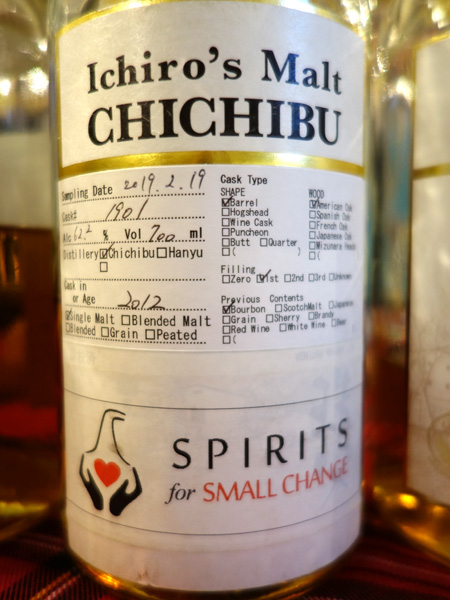 Ichiro's Malt
CHICHIBU
Sampling Date 2019.2.19
Cask# 1901
Alc 62.2 % Vol 700 ml
Distillery ☑Chichibu □Hanyu
□
Cask in
or Age 2012
☑Single Malt □Blended Malt
□Blended □Grain □Peated
Cask Type
SHAPE WOOD
☑Barrel ☑American Oak
□Hogshead □Spanish Oak
□Wine Cask □French Oak
□Puncheon □Japanese Oak
□Butt □Quarter □Mizunara Heads
□( ) □(
Filling
□Zero ☑1st □2nd □3rd □Unknown
Previous Contents
☑Bourbon □ScotchMalt □Japanese
□Grain □Sherry □Brandy
□Red Wine □White Wine □Beer
□(
SPIRITS
for SMALL CHANGE